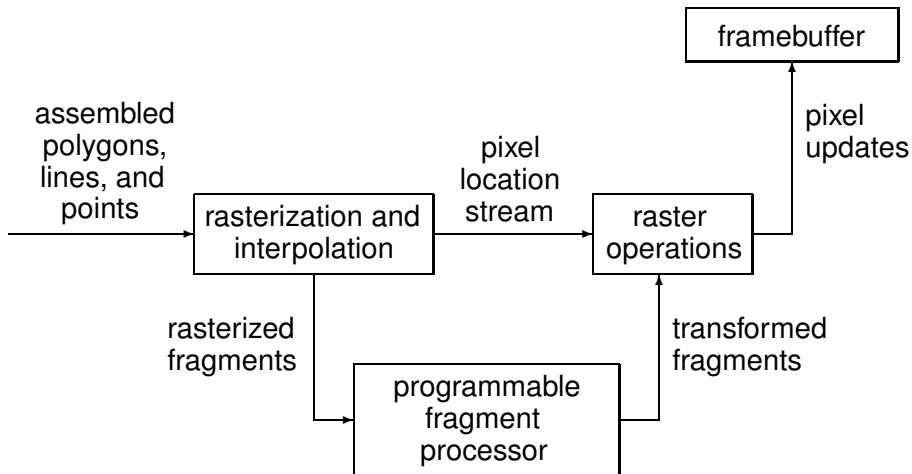 framebuffer
assembled
polygons,
lines, and
points
pixel
location
stream
pixel
updates
rasterization and
interpolation
raster
operations
rasterized
fragments
transformed
fragments
programmable
fragment
processor